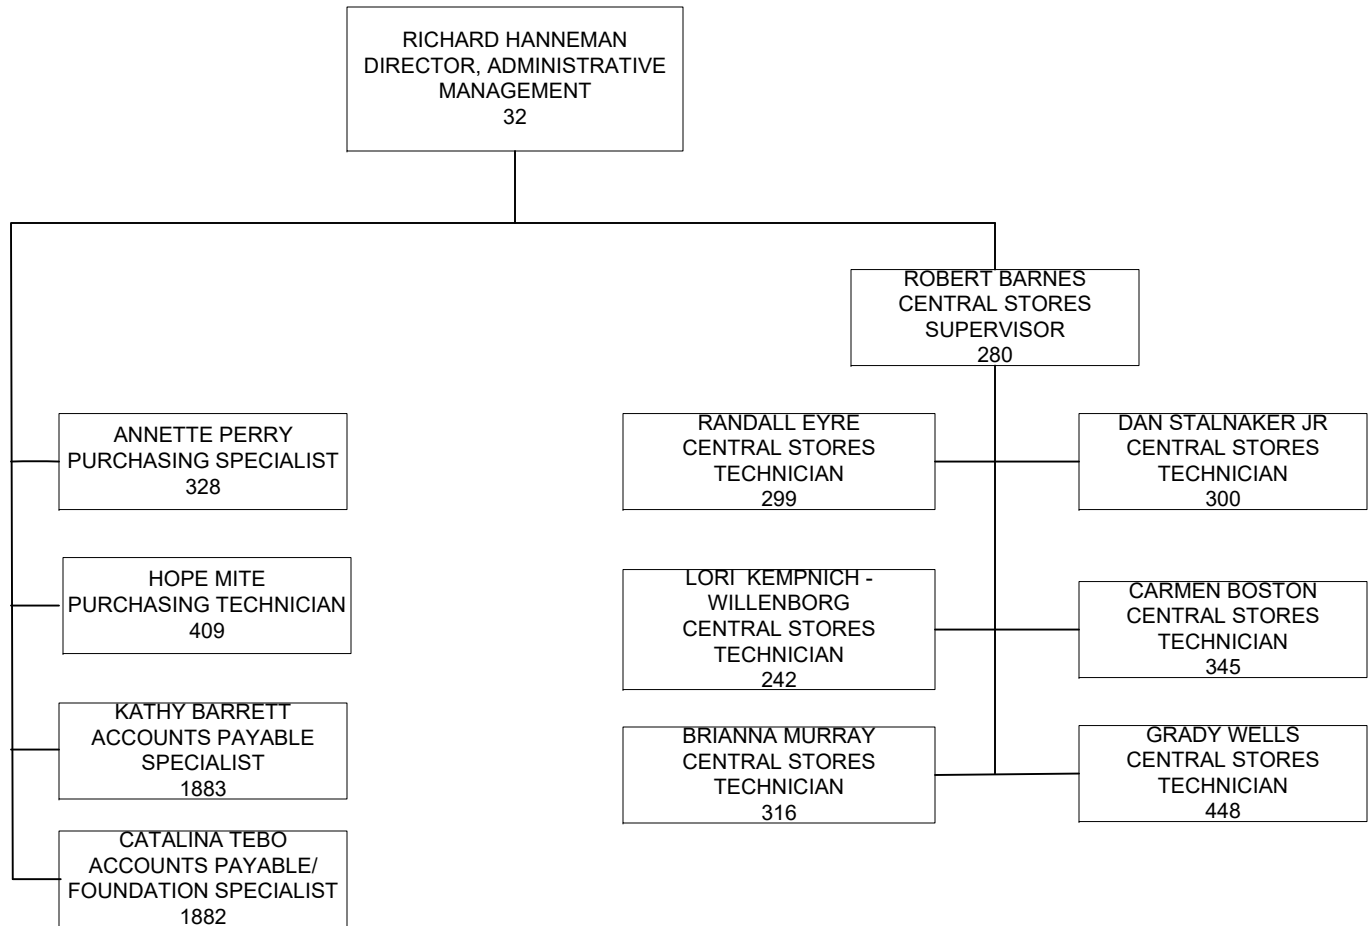 RICHARD HANNEMAN
DIRECTOR, ADMINISTRATIVE
MANAGEMENT
32
ROBERT BARNES
CENTRAL STORES
SUPERVISOR
280
ANNETTE PERRY
PURCHASING SPECIALIST
328
RANDALL EYRE
CENTRAL STORES
TECHNICIAN
299
DAN STALNAKER JR
CENTRAL STORES
TECHNICIAN
300
HOPE MITE
PURCHASING TECHNICIAN
409
LORI KEMPNICH -
WILLENBORG
CENTRAL STORES
TECHNICIAN
242
CARMEN BOSTON
CENTRAL STORES
TECHNICIAN
345
KATHY BARRETT
ACCOUNTS PAYABLE
SPECIALIST
1883
BRIANNA MURRAY
CENTRAL STORES
TECHNICIAN
316
GRADY WELLS
CENTRAL STORES
TECHNICIAN
448
CATALINA TEBO
ACCOUNTS PAYABLE/
FOUNDATION SPECIALIST
1882